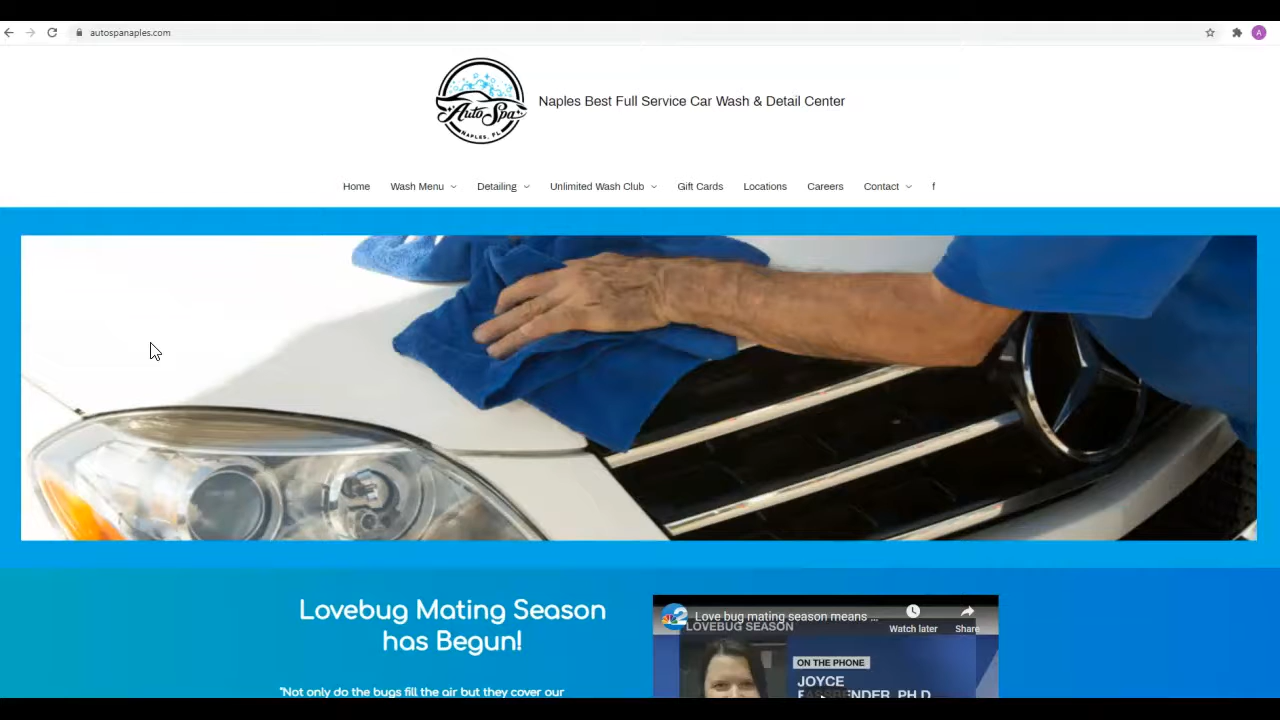 autospanaples.com
A
Auto Spa
NAPLES, FL
Naples Best Full Service Car Wash & Detail Center
Home Wash Menu Detailing Unlimited Wash Club Gift Cards Locations Careers Contact f
Lovebug Mating Season
has Begun!
"Not only do the bugs fill the air but they cover our
2 Love bug mating season means ...
Watch later Share
LOVEBUG SEASON
ON THE PHONE
JOYCE
PH.D